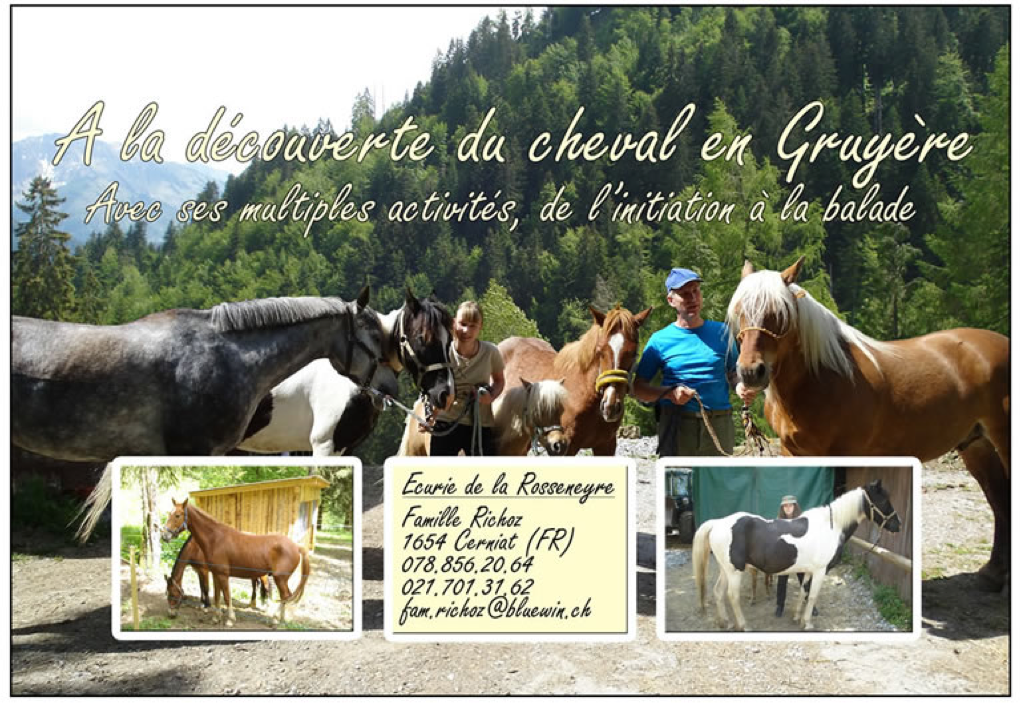 A la découverte du cheval en Gruyère
Avec ses multiples activités, de l'initiation à la balade
Ecurie de la Rosseneyre
Famille Richoz
1654 Cerniat (FR)
078.856.20.64
021.701.31.62
fam.richoz@bluewin.ch